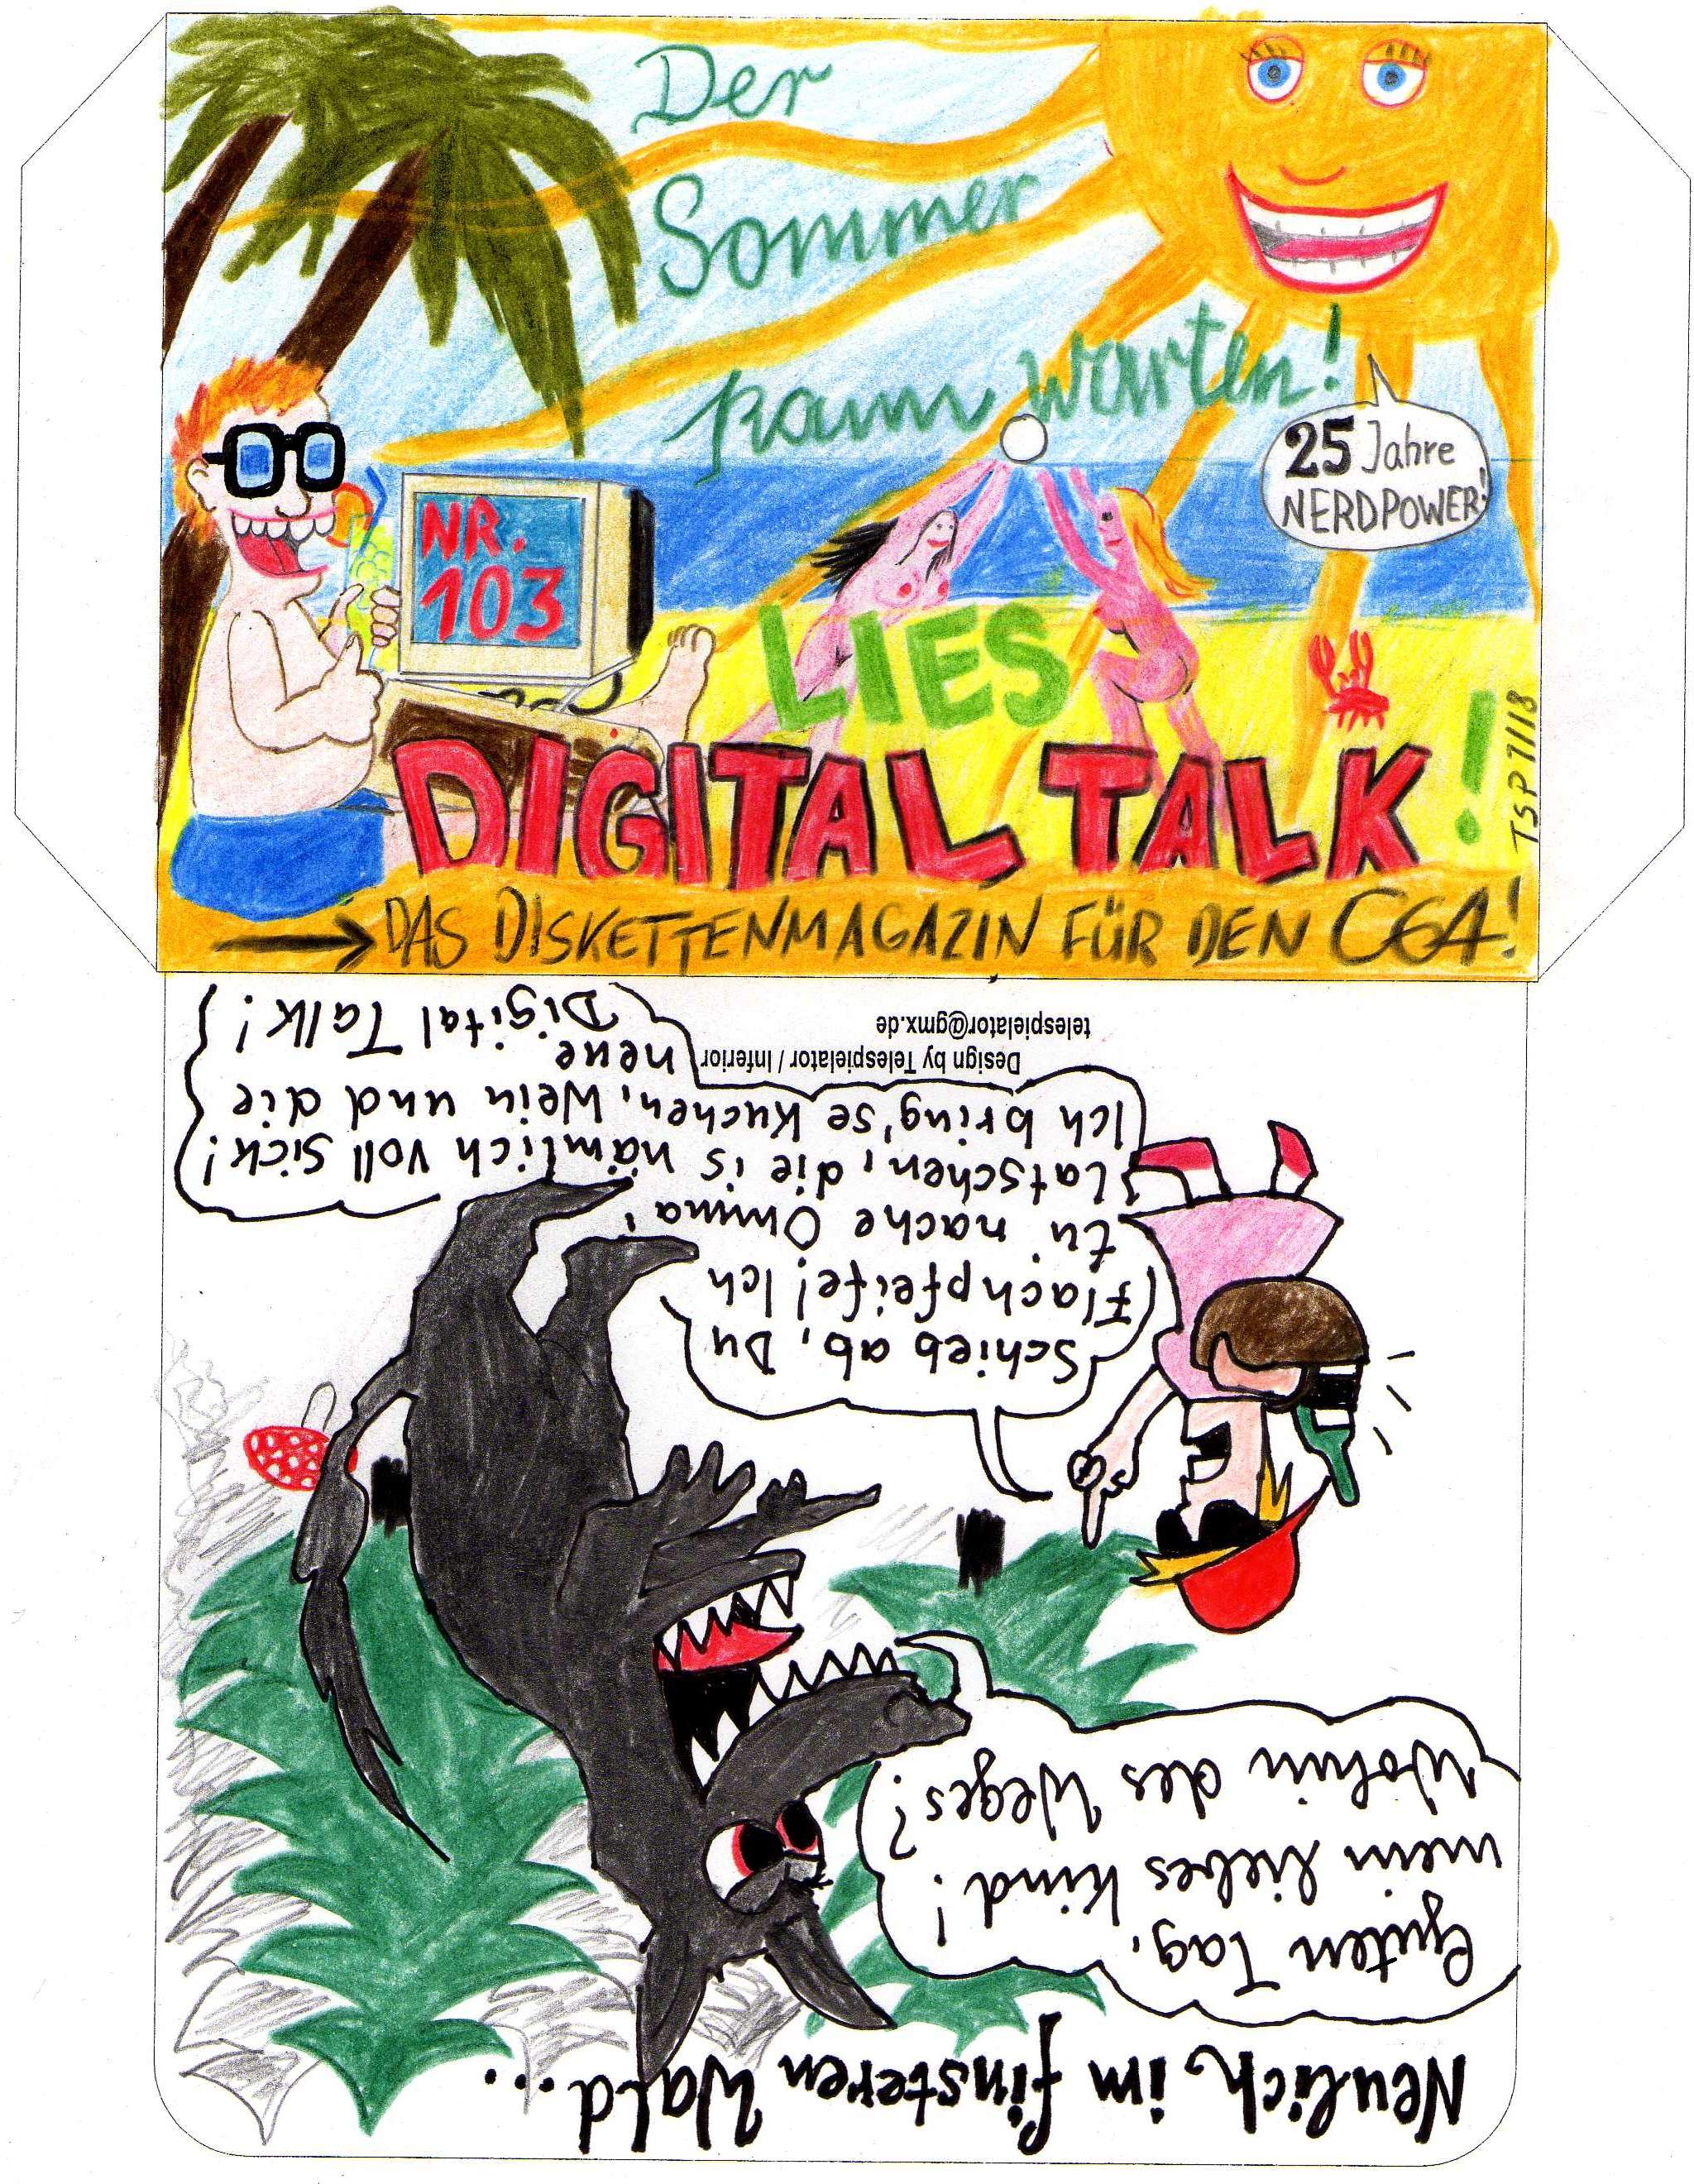 Der
Sommer
kann warten!
25 Jahre
NERDPOWER!
NR.
103
LIES
DIGITAL TALK!
TSP 7/18
→ DAS DISKETTENMAGAZIN FÜR DEN C64!
Neulich im finsteren Wald...
Guten Tag,
mein liebes Kind!
Wohin des Weges?
Schieb ab, Du
Flachpfeife! Ich
tu' nache Omma
latschen, die is nämlich voll sick!
Ich bring'se Kuchen, Wein und die
neue
Digital Talk!
Design by Telespielator / Inferior
telespielator@gmx.de